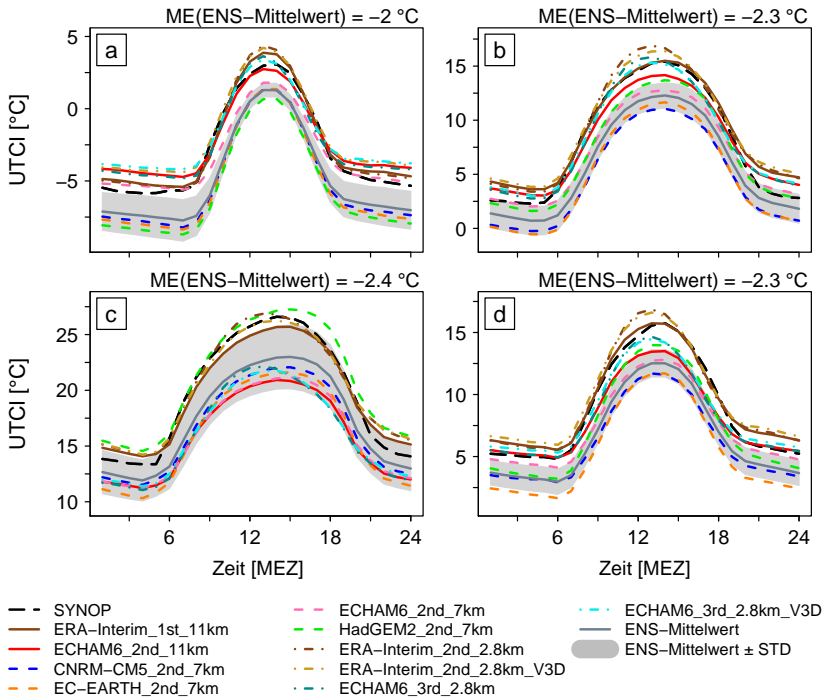 ME(ENS−Mittelwert) = −2 °C
ME(ENS−Mittelwert) = −2.3 °C
a
b
UTCI [°C]
5
0
−5
15
10
5
0
ME(ENS−Mittelwert) = −2.4 °C
ME(ENS−Mittelwert) = −2.3 °C
c
d
UTCI [°C]
25
20
15
10
15
10
5
6 12 18 24
6 12 18 24
Zeit [MEZ]
Zeit [MEZ]
SYNOP
ERA−Interim_1st_11km
ECHAM6_2nd_11km
CNRM−CM5_2nd_7km
EC−EARTH_2nd_7km
ECHAM6_2nd_7km
HadGEM2_2nd_7km
ERA−Interim_2nd_2.8km
ERA−Interim_2nd_2.8km_V3D
ECHAM6_3rd_2.8km
ECHAM6_3rd_2.8km_V3D
ENS−Mittelwert
ENS−Mittelwert ± STD